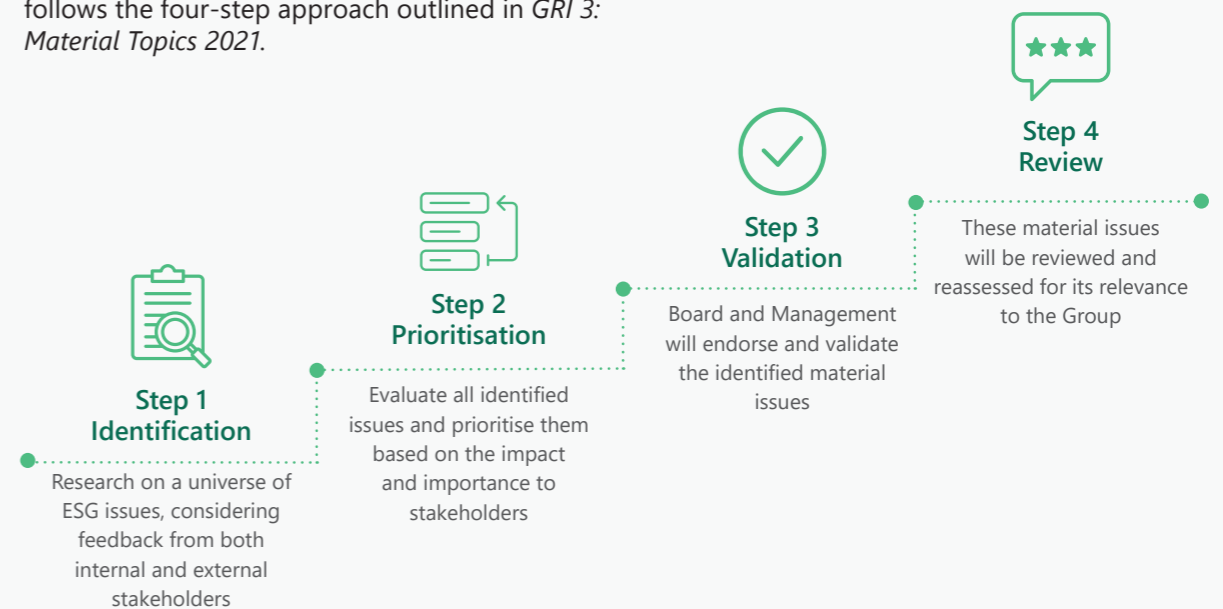 follows the four-step approach outlined in GRI 3:
Material Topics 2021.
Step 1
Identification
Research on a universe of
ESG issues, considering
feedback from both
internal and external
stakeholders
Step 2
Prioritisation
Evaluate all identified
issues and prioritise them
based on the impact
and importance to
stakeholders
Step 3
Validation
Board and Management
will endorse and validate
the identified material
issues
Step 4
Review
These material issues
will be reviewed and
reassessed for its relevance
to the Group